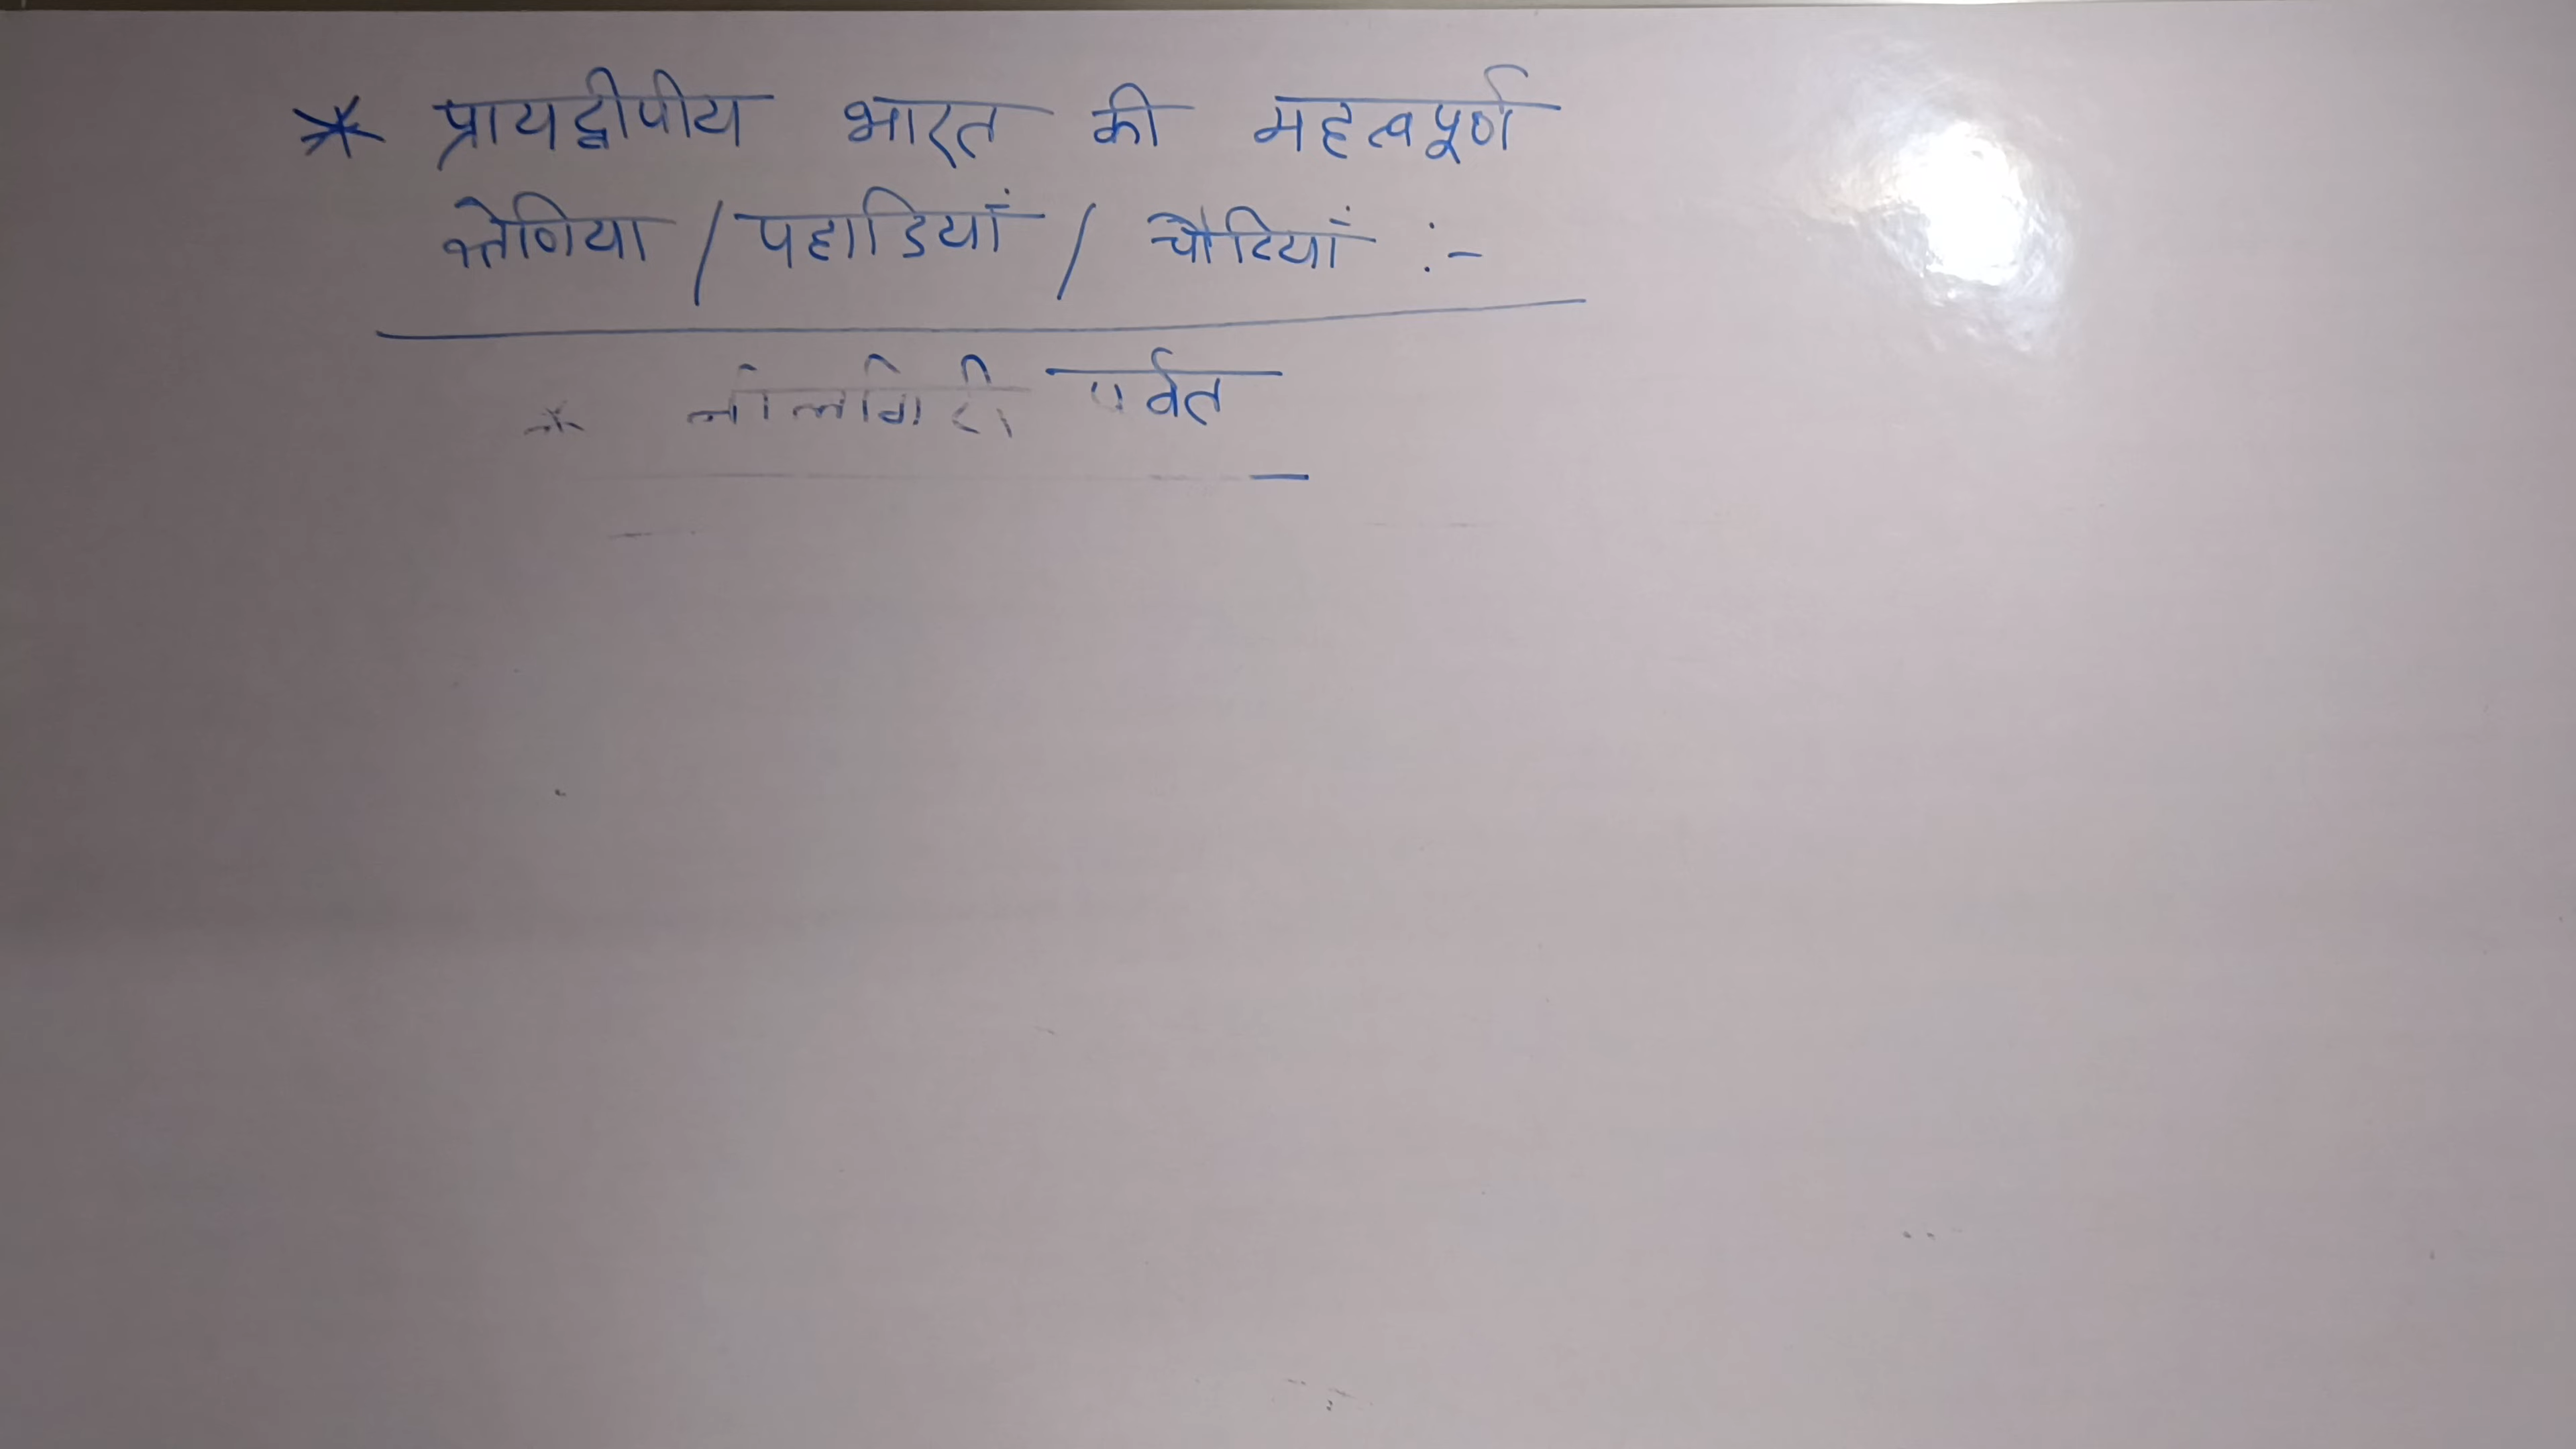 * प्रायद्वीपीय भारत की महत्वपूर्ण
श्रेणिया / पहाडियाँ / चौटियाँ :-
* नीलगिरी पर्वत